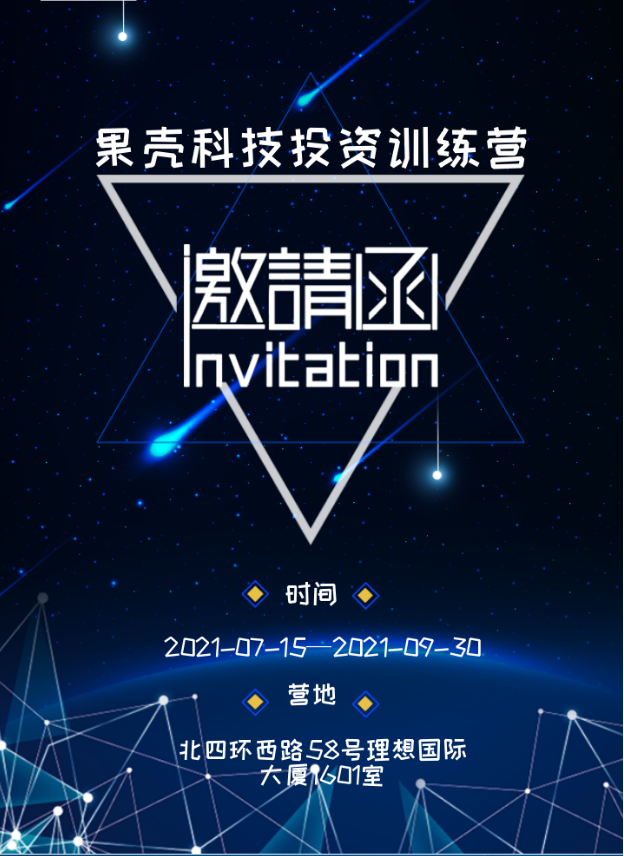 果壳科技投资训练营
邀請函
Invitation
时间
2021-07-15—2021-09-30
营地
北四环西路58号理想国际
大厦1601室